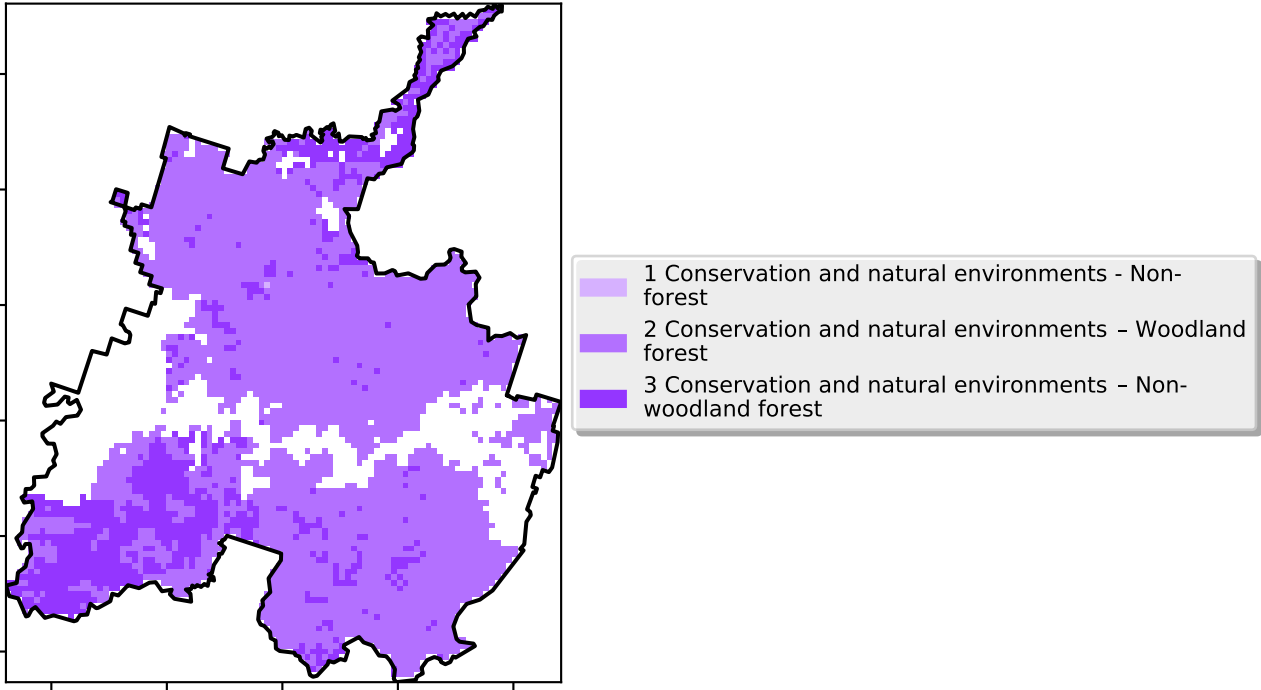 1 Conservation and natural environments - Non-
forest
2 Conservation and natural environments – Woodland
forest
3 Conservation and natural environments – Non-
woodland forest